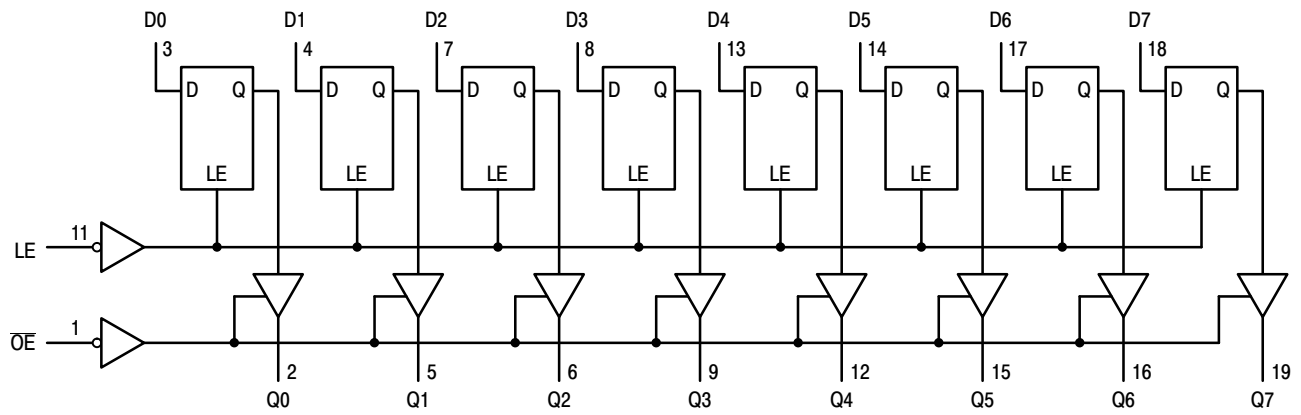 D0 D1 D2 D3 D4 D5 D6 D7
3 4 7 8 13 14 17 18
D Q D Q D Q D Q D Q D Q D Q D Q
LE LE LE LE LE LE LE LE
11
LE
1
OE
2 5 6 9 12 15 16 19
Q0 Q1 Q2 Q3 Q4 Q5 Q6 Q7